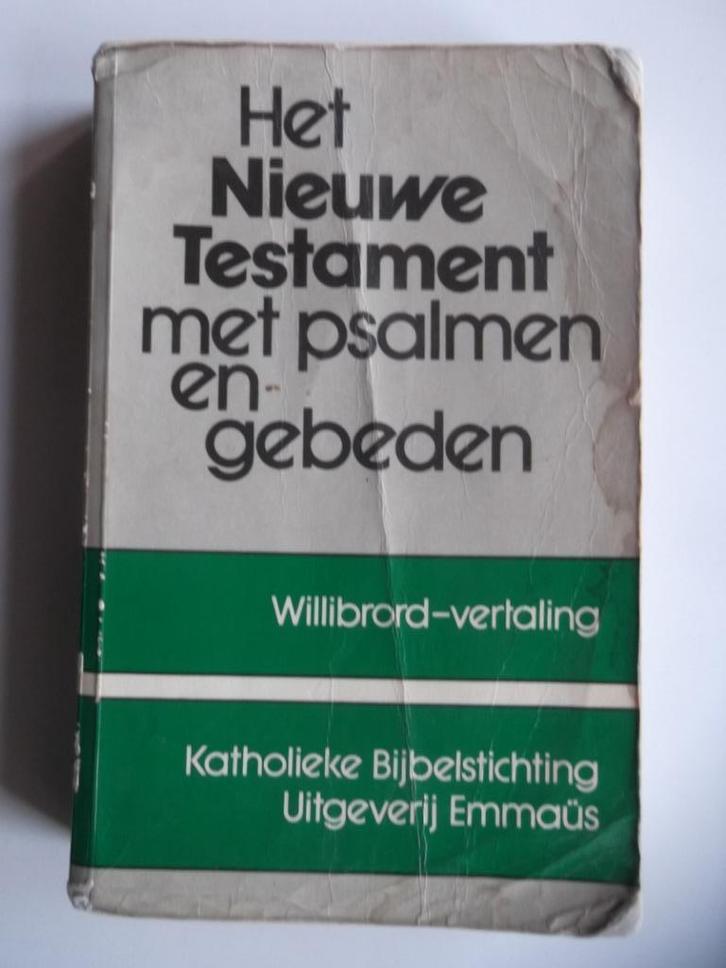 Het
Nieuwe
Testament
met psalmen
en
gebeden
Willibrord-vertaling
Katholieke Bijbelstichting
Uitgeverij Emmaüs